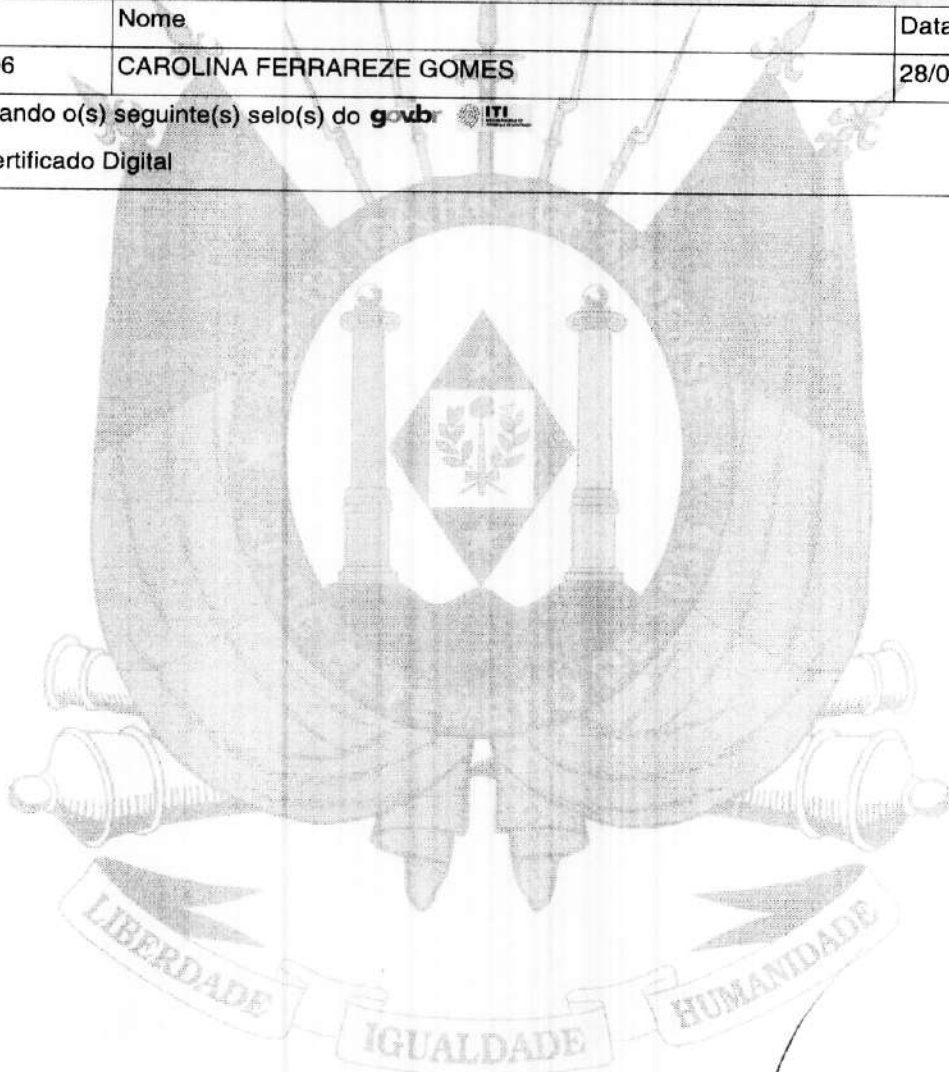 Nome
Data
6
CAROLINA FERRAREZE GOMES
28/0
ando o(s) seguinte(s) selo(s) do gov.br ITI
ertificado Digital
LIBERDADE
IGUALDADE
HUMANIDADE